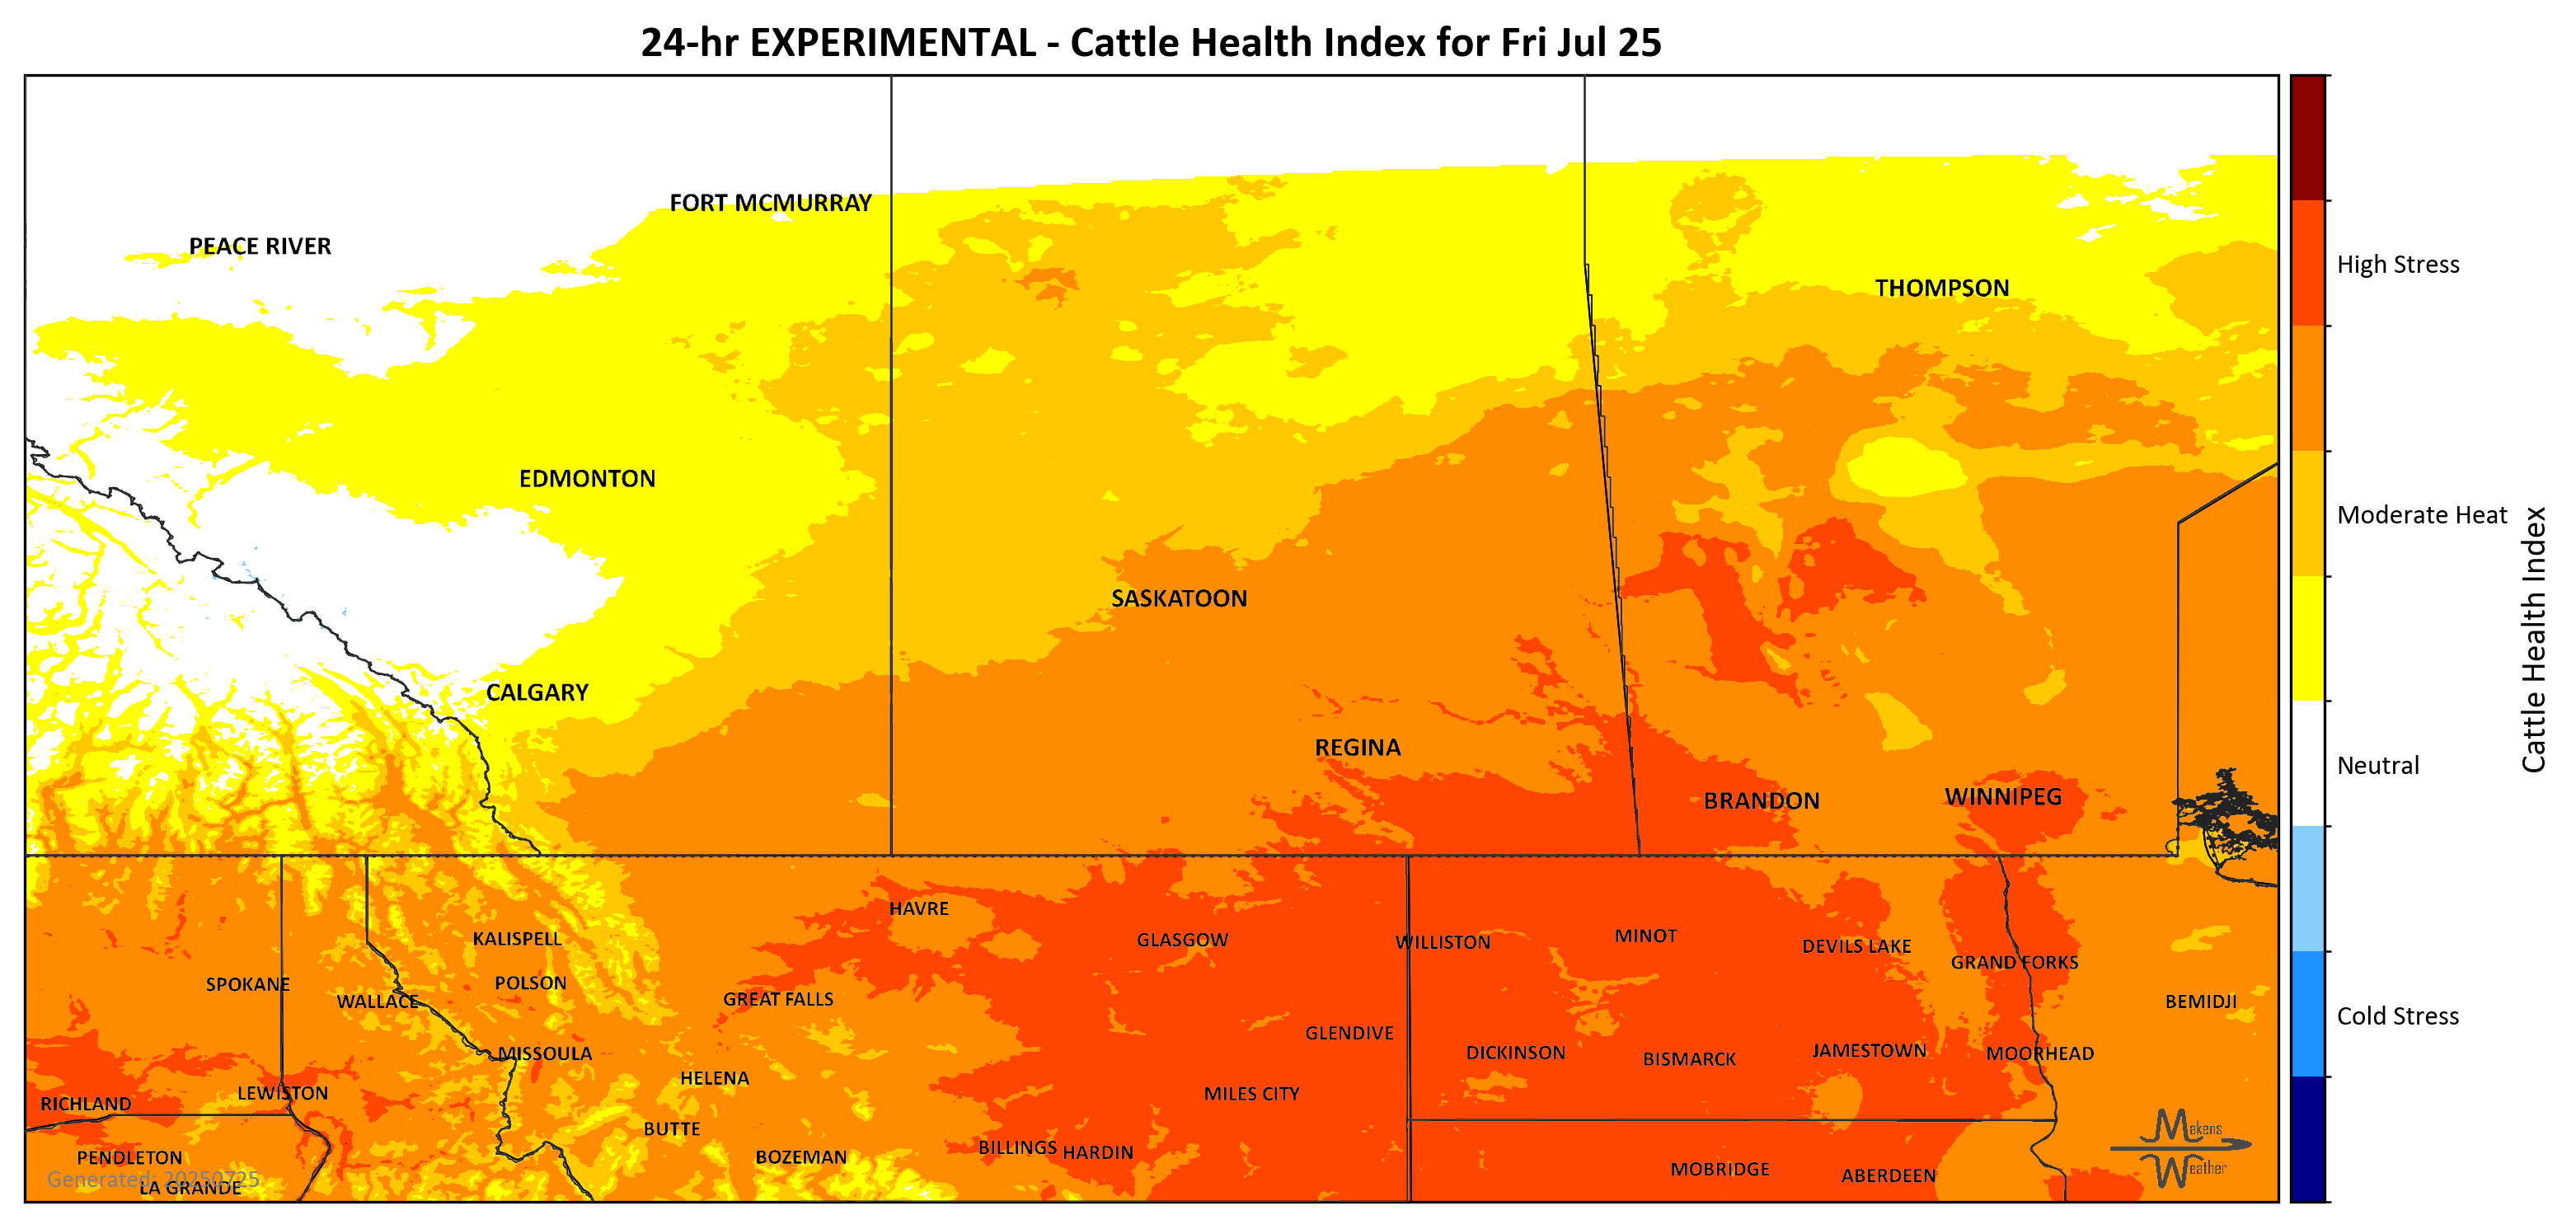 24-hr EXPERIMENTAL - Cattle Health Index for Fri Jul 25
FORT MCMURRAY
PEACE RIVER
High Stress
THOMPSON
EDMONTON
Moderate Heat
SASKATOON
Cattle Health Index
CALGARY
REGINA
Neutral
BRANDON
WINNIPEG
HAVRE
KALISPELL
GLASGOW
WILLISTON
MINOT
DEVILS LAKE
GRAND FORKS
SPOKANE
POLSON
WALLACE
GREAT FALLS
BEMIDJI
Cold Stress
GLENDIVE
MISSOULA
DICKINSON
BISMARCK
JAMESTOWN
MOORHEAD
HELENA
LEWISTON
MILES CITY
RICHLAND
BUTTE
Makens
Weather
BILLINGS
HARDIN
PENDLETON
BOZEMAN
MOBRIDGE
ABERDEEN
Generated: 20250725
LA GRANDE